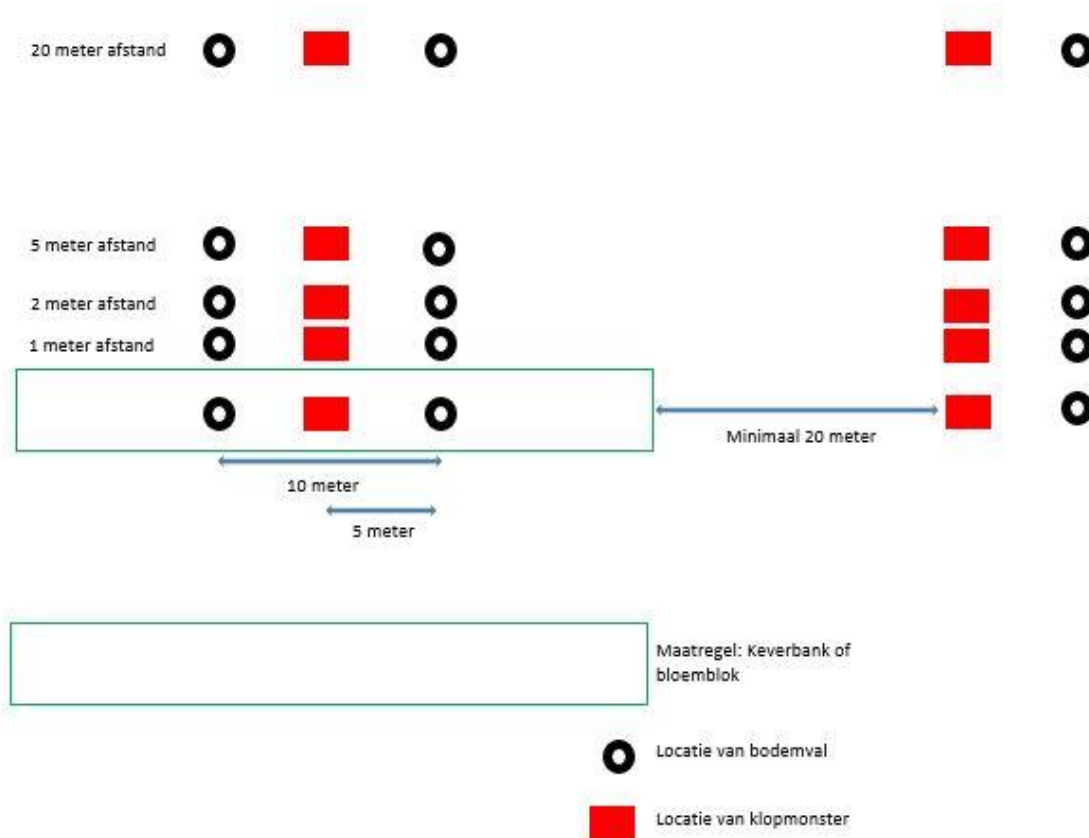 20 meter afstand
5 meter afstand
2 meter afstand
1 meter afstand
Minimaal 20 meter
10 meter
5 meter
Maatregel: Keverbank of
bloemblok
Locatie van bodemval
Locatie van klopmonster